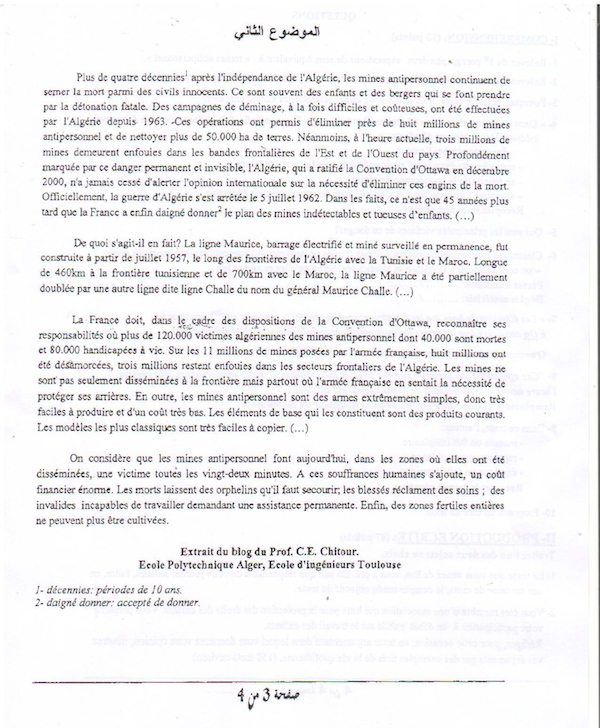 الموضوع الثاني
Plus de quatre décennies¹ après l'indépendance de l'Algérie, les mines antipersonnel continuent de
semer la mort parmi des civils innocents. Ce sont souvent des enfants et des bergers qui se font prendre
par la détonation fatale. Des campagnes de déminage, à la fois difficiles et coûteuses, ont été effectuées
par l'Algérie depuis 1963. -Ces opérations ont permis d'éliminer près de huit millions de mines
antipersonnel et de nettoyer plus de 50.000 ha de terres. Néanmoins, à l'heure actuelle, trois millions de
mines demeurent enfouies dans les bandes frontalières de l'Est et de l'Ouest du pays. Profondément
marquée par ce danger permanent et invisible, l'Algérie, qui a ratifié la Convention d'Ottawa en décembre
2000, n'a jamais cessé d'alerter l'opinion internationale sur la nécessité d'éliminer ces engins de la mort.
Officiellement, la guerre d'Algérie s'est arrêtée le 5 juillet 1962. Dans les faits, ce n'est que 45 années plus
tard que la France a enfin daigné donner² le plan des mines indétectables et tueuses d'enfants. (…)
De quoi s'agit-il en fait? La ligne Maurice, barrage électrifié et miné surveillé en permanence, fut
construite à partir de juillet 1957, le long des frontières de l'Algérie avec la Tunisie et le Maroc. Longue
de 460km à la frontière tunisienne et de 700km avec le Maroc, la ligne Maurice a été partiellement
doublée par une autre ligne dite ligne Challe du nom du général Maurice Challe. (…)
La France doit, dans le cadre des dispositions de la Convention d'Ottawa, reconnaître ses
responsabilités où plus de 120.000 victimes algériennes des mines antipersonnel dont 40.000 sont mortes
et 80.000 handicapées à vie. Sur les 11 millions de mines posées par l'armée française, huit millions ont
été désamorcées, trois millions restent enfouies dans les secteurs frontaliers de l'Algérie. Les mines ne
sont pas seulement disséminées à la frontière mais partout où l'armée française en sentait la nécessité de
protéger ses arrières. En outre, les mines antipersonnel sont des armes extrêmement simples, donc très
faciles à produire et d'un coût très bas. Les éléments de base qui les constituent sont des produits courants.
Les modèles les plus classiques sont très faciles à copier. (…)
On considère que les mines antipersonnel font aujourd'hui, dans les zones où elles ont été
disséminées, une victime toutes les vingt-deux minutes. A ces souffrances humaines s'ajoute, un coût
financier énorme. Les morts laissent des orphelins qu'il faut secourir; les blessés réclament des soins ; des
invalides incapables de travailler demandant une assistance permanente. Enfin, des zones fertiles entières
ne peuvent plus être cultivées.
Extrait du blog du Prof. C.E. Chitour.
Ecole Polytechnique Alger, Ecole d'ingénieurs Toulouse
1- décennies: périodes de 10 ans.
2- daigné donner: accepté de donner.
صفحة 3 من 4